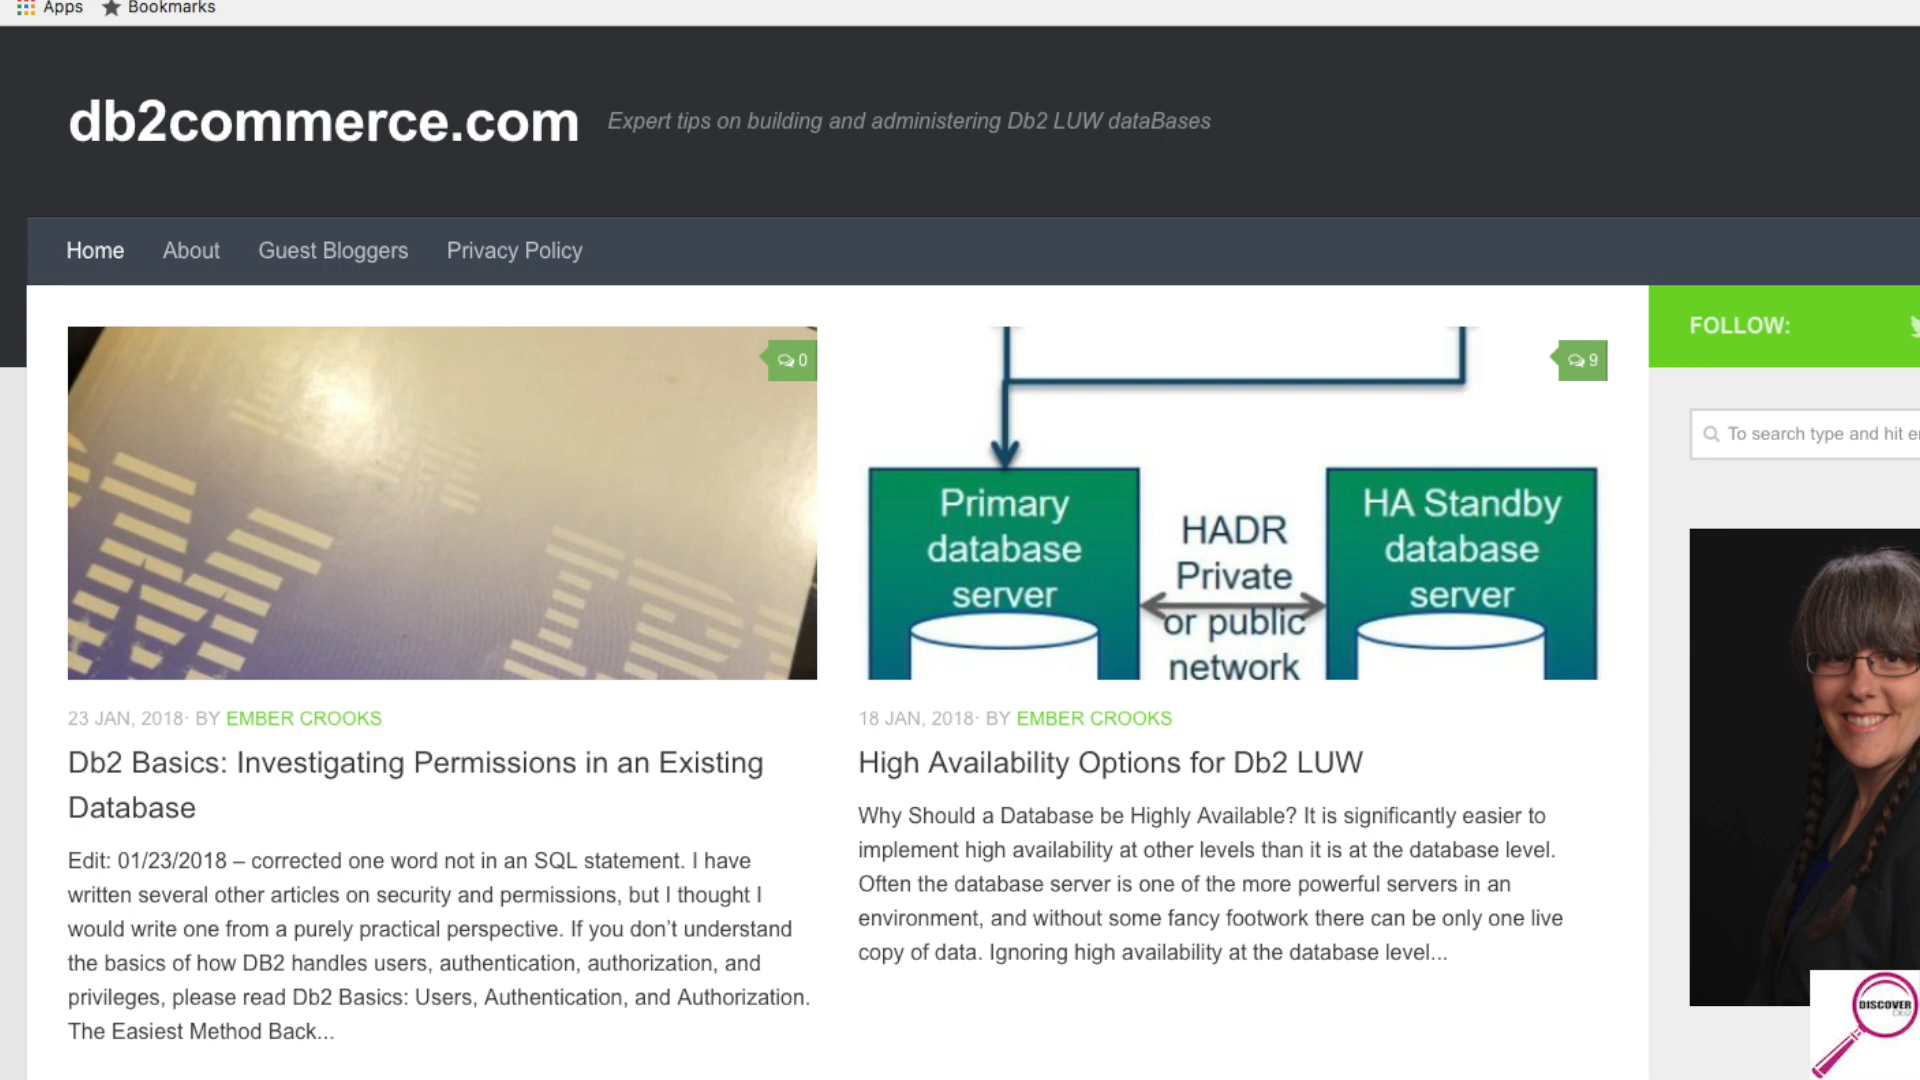 Apps Bookmarks
db2commerce.com Expert tips on building and administering Db2 LUW dataBases
Home About Guest Bloggers Privacy Policy
0
23 JAN, 2018· BY EMBER CROOKS
Db2 Basics: Investigating Permissions in an Existing
Database
Edit: 01/23/2018 – corrected one word not in an SQL statement. I have
written several other articles on security and permissions, but I thought I
would write one from a purely practical perspective. If you don't understand
the basics of how DB2 handles users, authentication, authorization, and
privileges, please read Db2 Basics: Users, Authentication, and Authorization.
The Easiest Method Back...
9
Primary
database
server
HADR
Private
or public
network
HA Standby
database
server
18 JAN, 2018· BY EMBER CROOKS
High Availability Options for Db2 LUW
Why Should a Database be Highly Available? It is significantly easier to
implement high availability at other levels than it is at the database level.
Often the database server is one of the more powerful servers in an
environment, and without some fancy footwork there can be only one live
copy of data. Ignoring high availability at the database level...
FOLLOW:
To search type and hit
DISCOVER
Db2